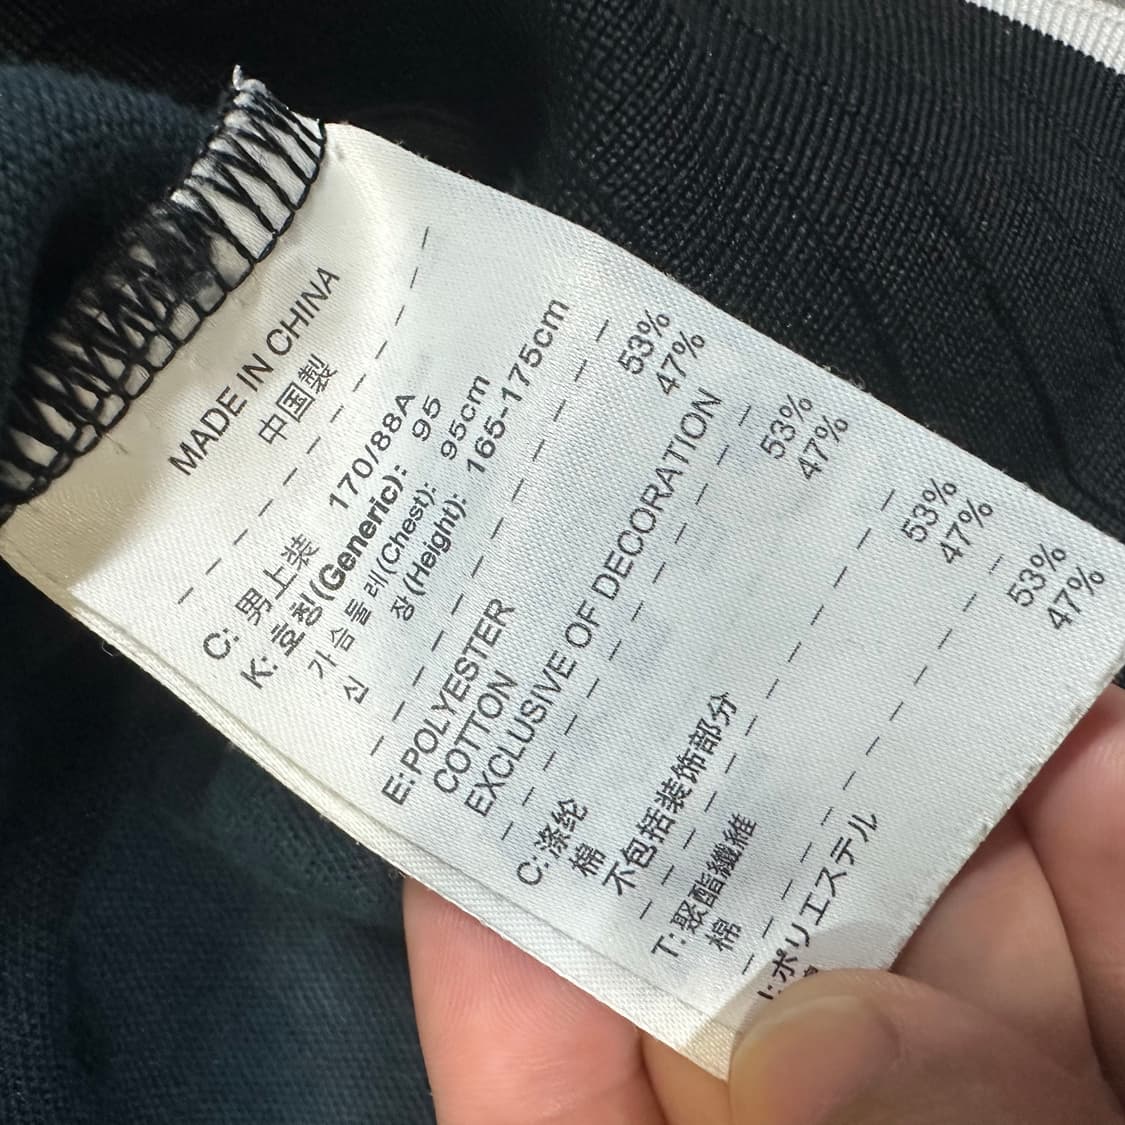 MADE IN CHINA
中国製
C: 男上装 170/88A
K: 호칭(Generic): 95
가슴둘레(Chest): 95cm
신 장(Height): 165-175cm
E: POLYESTER 53%
COTTON 47%
EXCLUSIVE OF DECORATION
C: 涤纶 53%
棉 47%
不包括装饰部分
T: 聚酯纖維 53%
棉 47%
ポリエステル 53%
47%